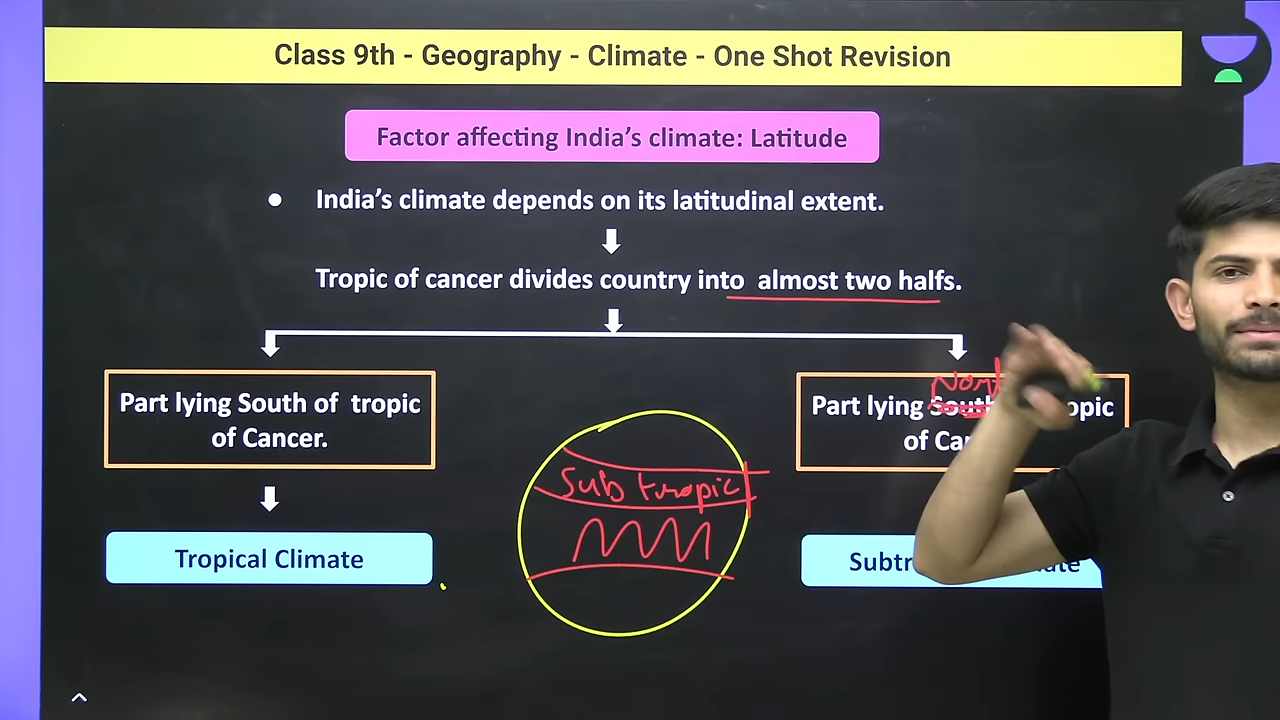 Class 9th - Geography - Climate - One Shot Revision
Factor affecting India's climate: Latitude
● India's climate depends on its latitudinal extent.
Tropic of cancer divides country into almost two halfs.
Part lying South of tropic
of Cancer.
Nort
Part lying South opic
of Ca
Sub tropic
Tropical Climate
Subtr ate